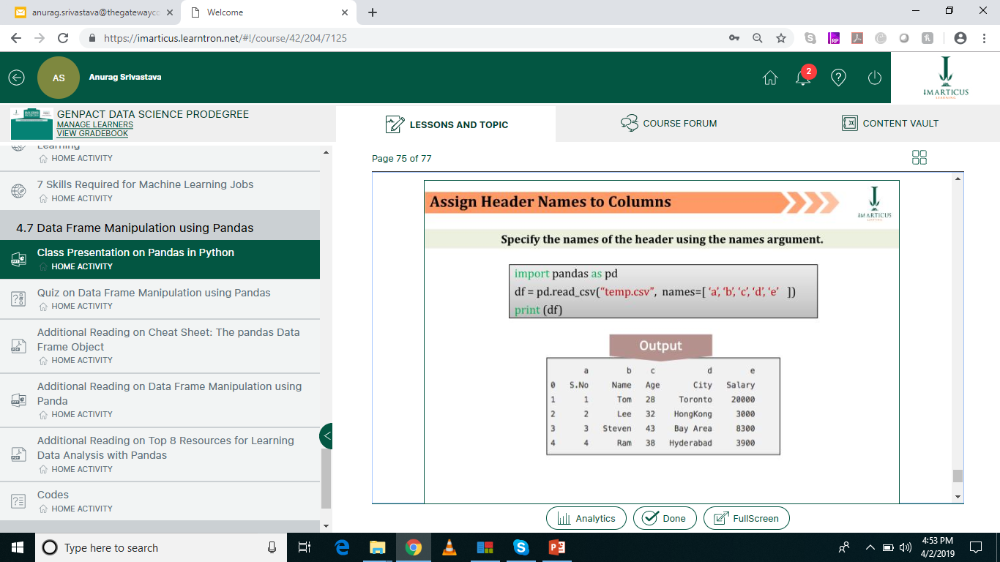 anurag.srivastava@thegatewayco
Welcome
https://imarticus.learntron.net/#!/course/42/204/7125
AS
Anurag Srivastava
2
IMARTICUS
LEARNING
GENPACT DATA SCIENCE PRODEGREE
MANAGE LEARNERS
VIEW GRADEBOOK
LESSONS AND TOPIC
COURSE FORUM
CONTENT VAULT
Learning
HOME ACTIVITY
7 Skills Required for Machine Learning Jobs
HOME ACTIVITY
4.7 Data Frame Manipulation using Pandas
Class Presentation on Pandas in Python
HOME ACTIVITY
Quiz on Data Frame Manipulation using Pandas
HOME ACTIVITY
Additional Reading on Cheat Sheet: The pandas Data
Frame Object
HOME ACTIVITY
Additional Reading on Data Frame Manipulation using
Panda
HOME ACTIVITY
Additional Reading on Top 8 Resources for Learning
Data Analysis with Pandas
HOME ACTIVITY
Codes
HOME ACTIVITY
Page 75 of 77
Assign Header Names to Columns
IMARTICUS
Specify the names of the header using the names argument.
import pandas as pd
df = pd.read_csv(“temp.csv”, names=[ ‘a’, ‘b’, ‘c’, ‘d’, ‘e’ ])
print (df)
Output
a b c d e
0 S.No Name Age City Salary
1 1 Tom 28 Toronto 20000
2 2 Lee 32 HongKong 3000
3 3 Steven 43 Bay Area 8300
4 4 Ram 38 Hyderabad 3900
Analytics
Done
FullScreen
Type here to search
4:53 PM
4/2/2019